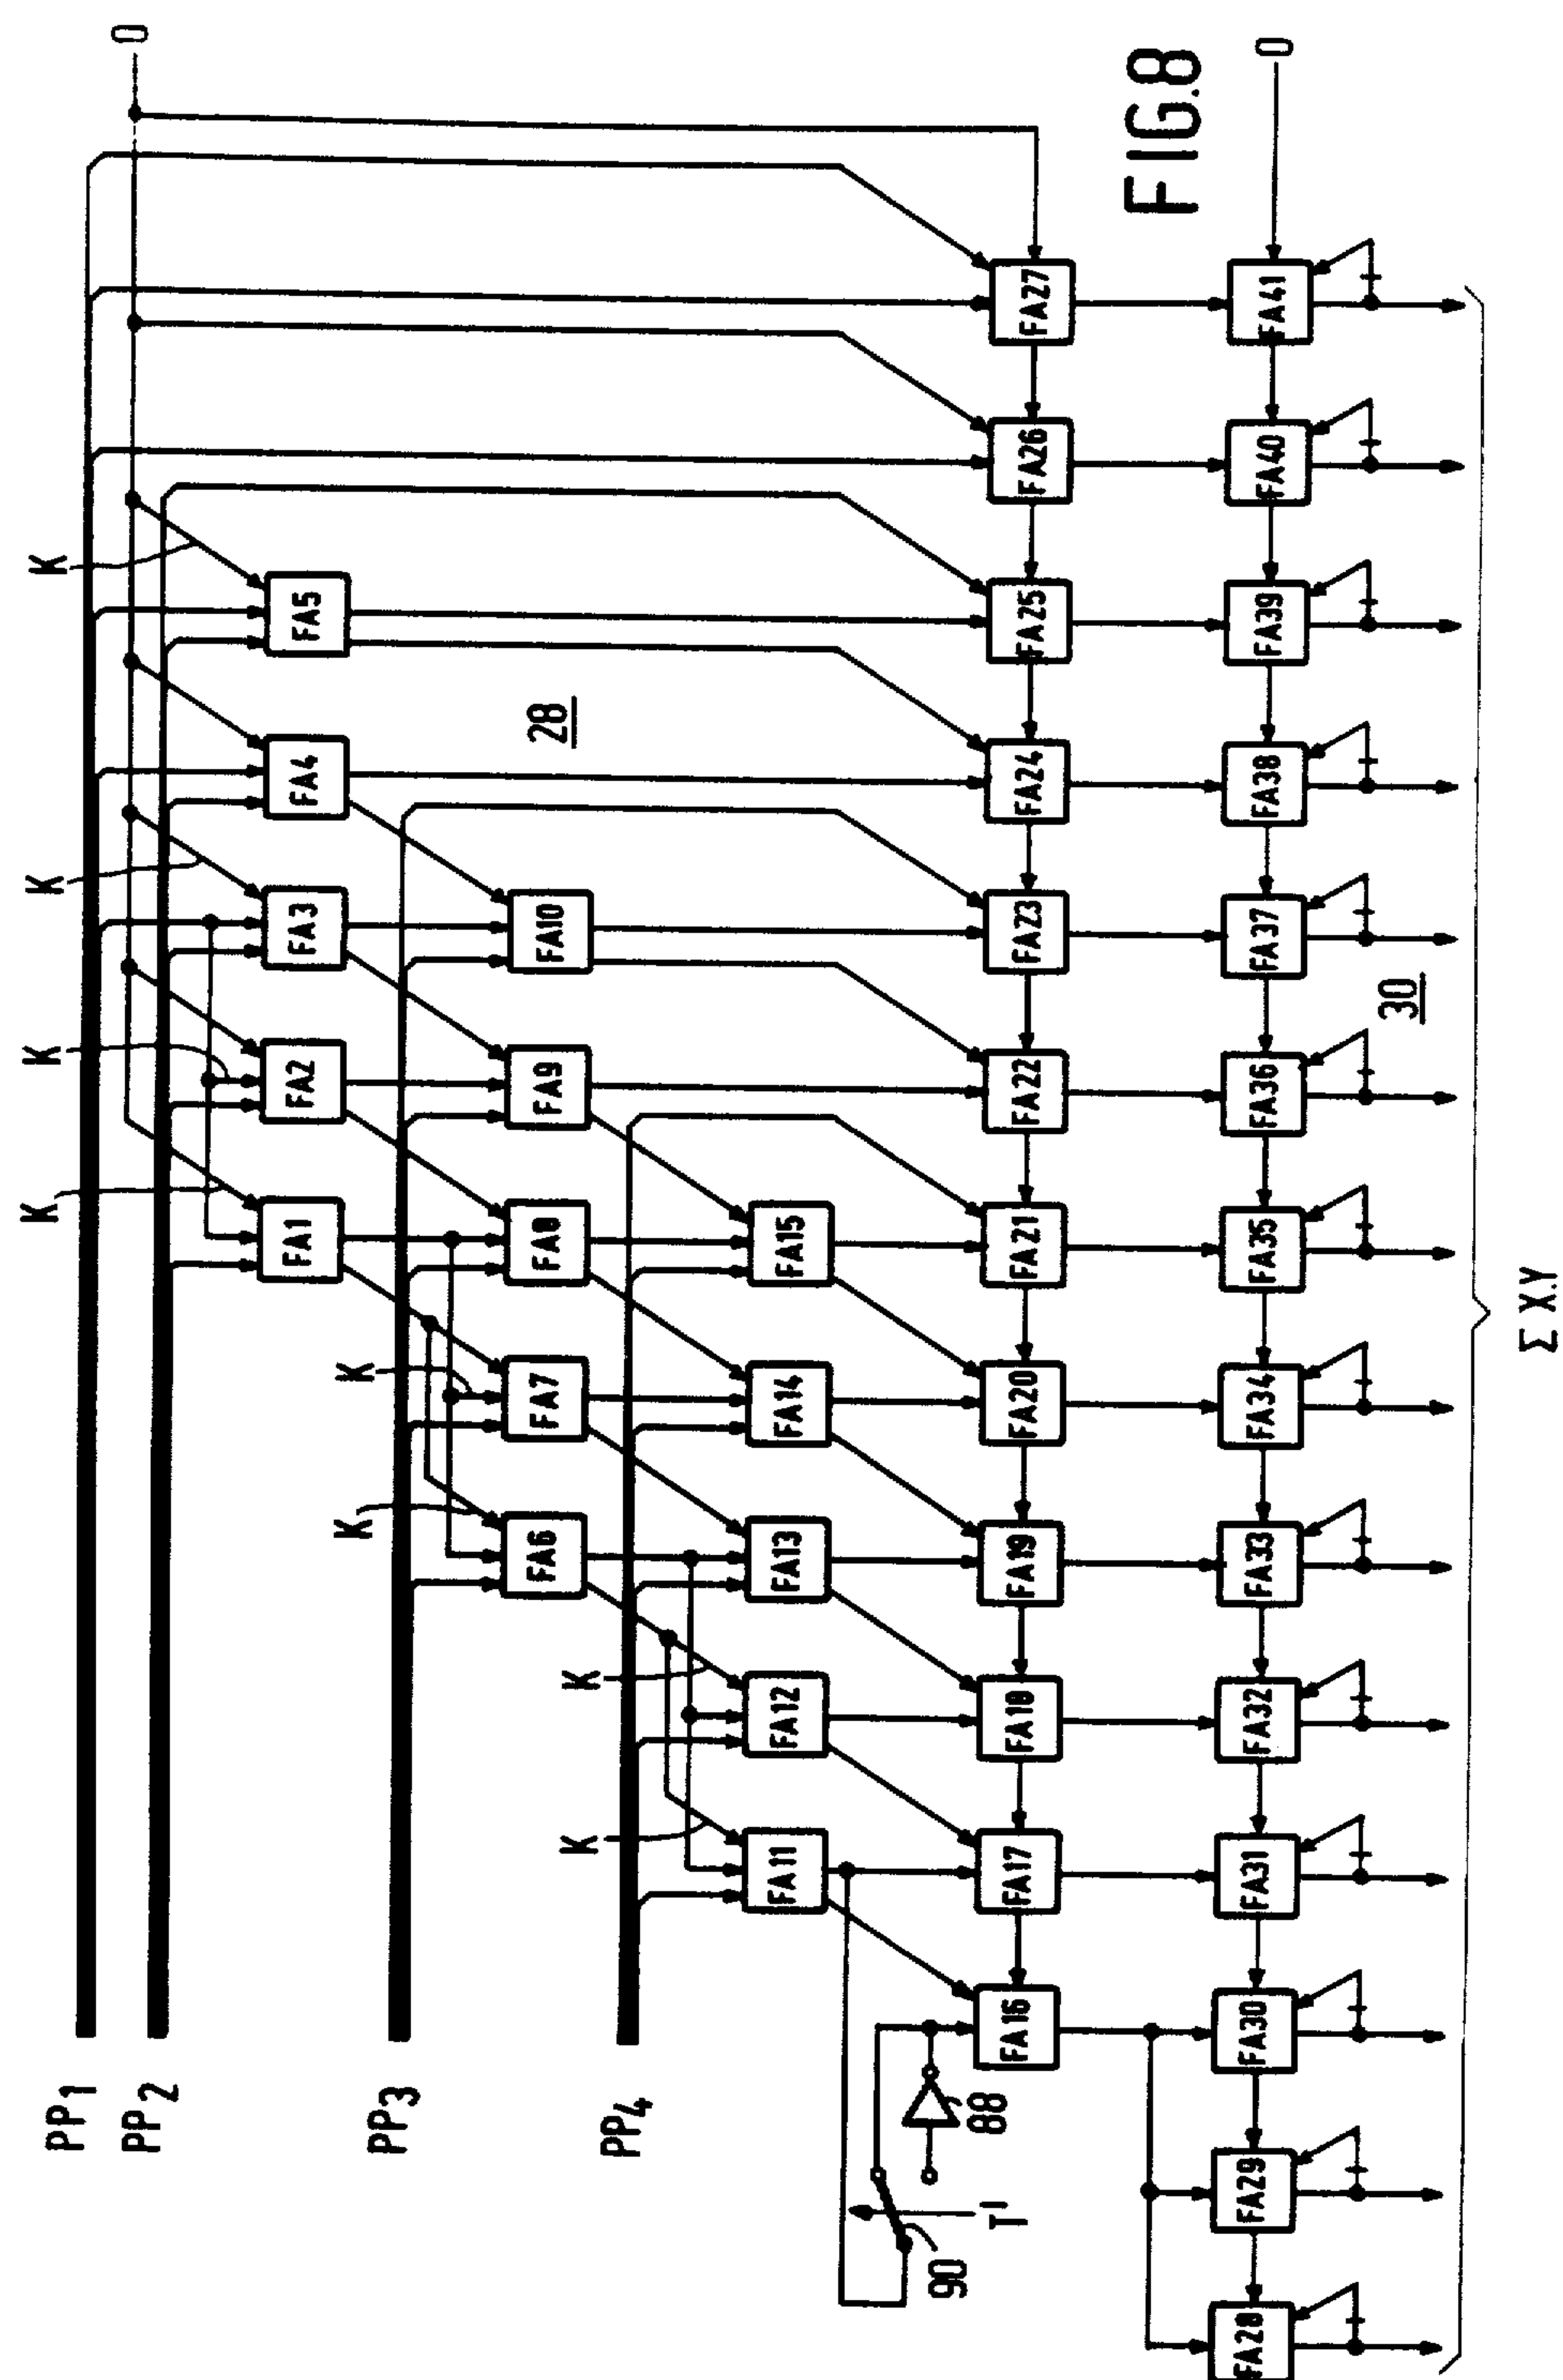 FIG.8
0
PP1
K
K
K
K
PP2
FA1
FA2
FA3
FA4
FA5
28
PP3
K
K
FA6
FA7
FA8
FA9
FA10
PP4
K
K
FA11
FA12
FA13
FA14
FA15
90
T'
88
FA16
FA17
FA18
FA19
FA20
FA21
FA22
FA23
FA24
FA25
FA26
FA27
FA28
FA29
FA30
FA31
FA32
FA33
FA34
FA35
FA36
FA37
FA38
FA39
FA40
FA41
0
30
Σ X.Y